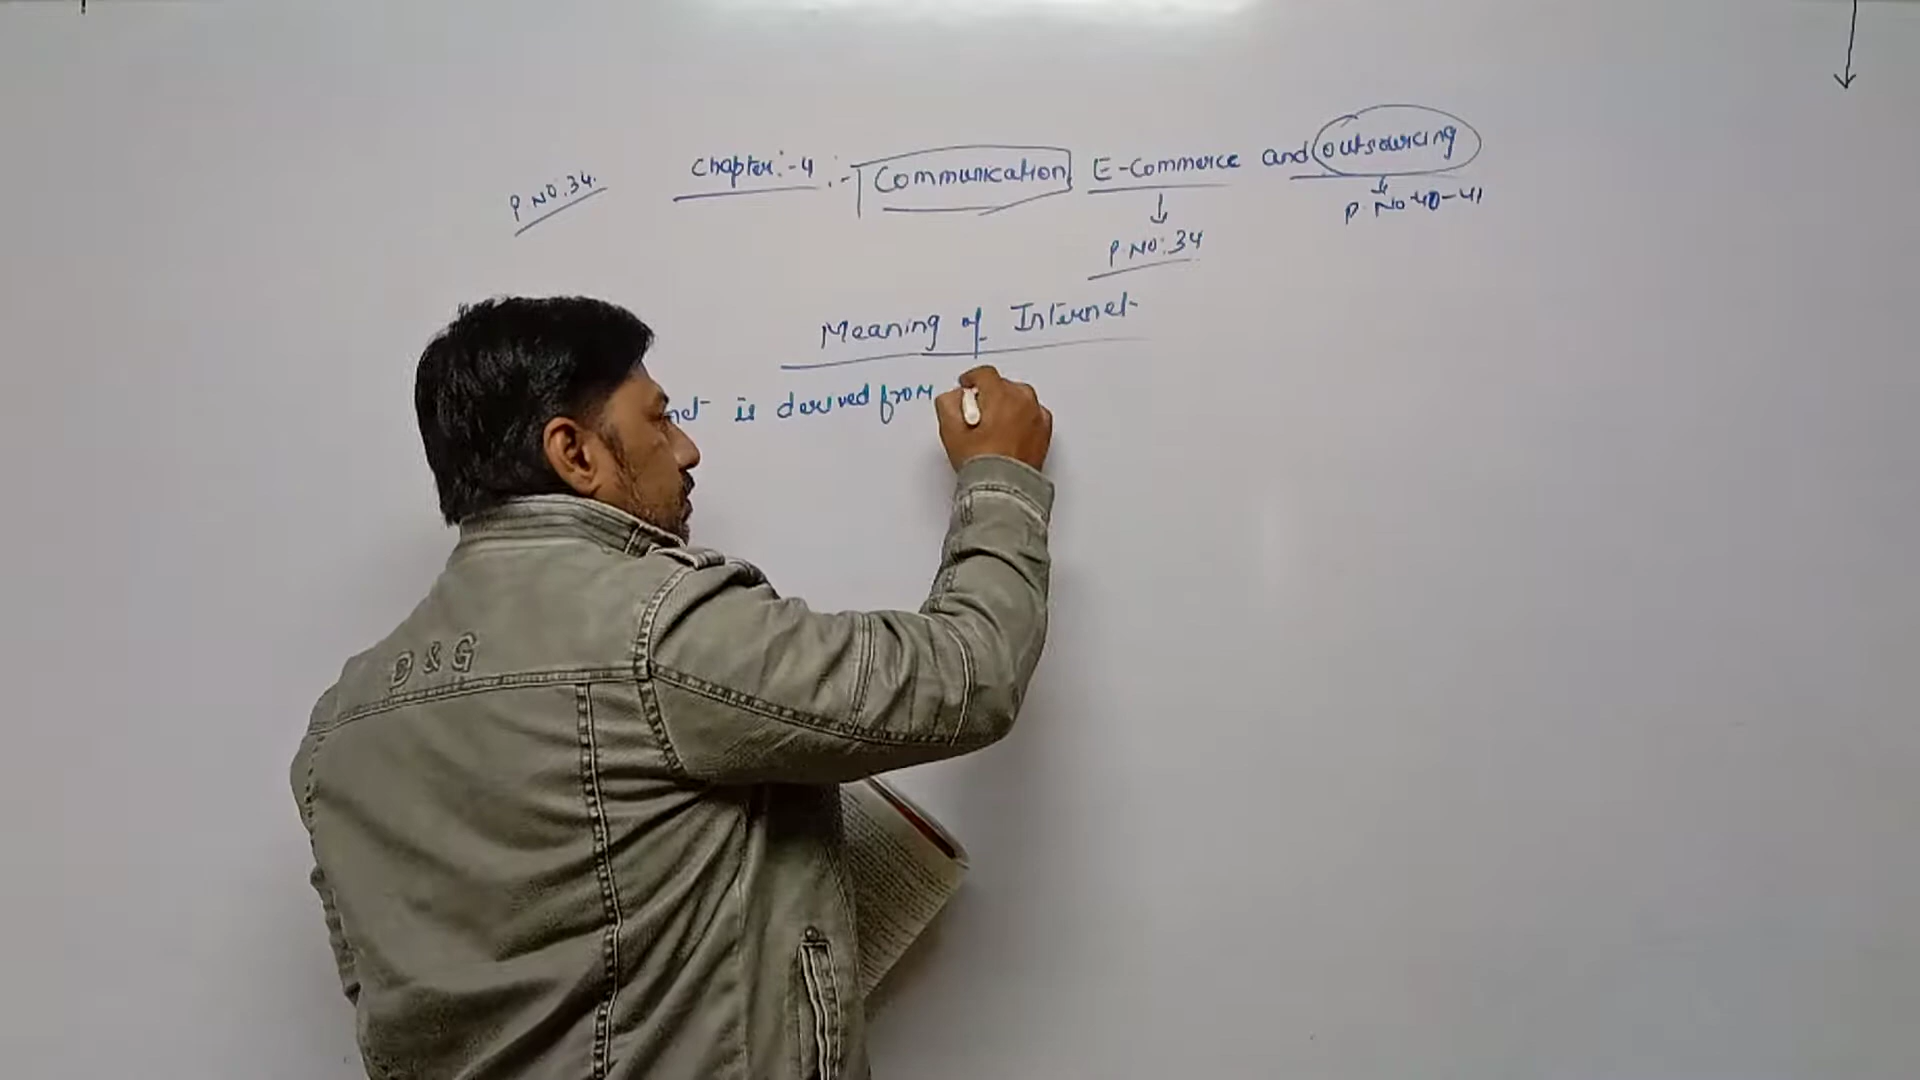 P.NO.34.
Chapter:-4 :- Communication E-Commerce and outsourcing
P.NO:34
P.No 40-41
Meaning of Internet
net is derived from
D & G